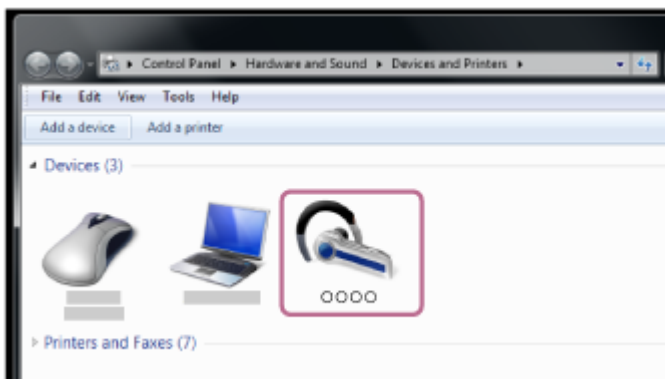 Control Panel ▸ Hardware and Sound ▸ Devices and Printers ▸
File Edit View Tools Help
Add a device Add a printer
Devices (3)
OOOO
Printers and Faxes (7)